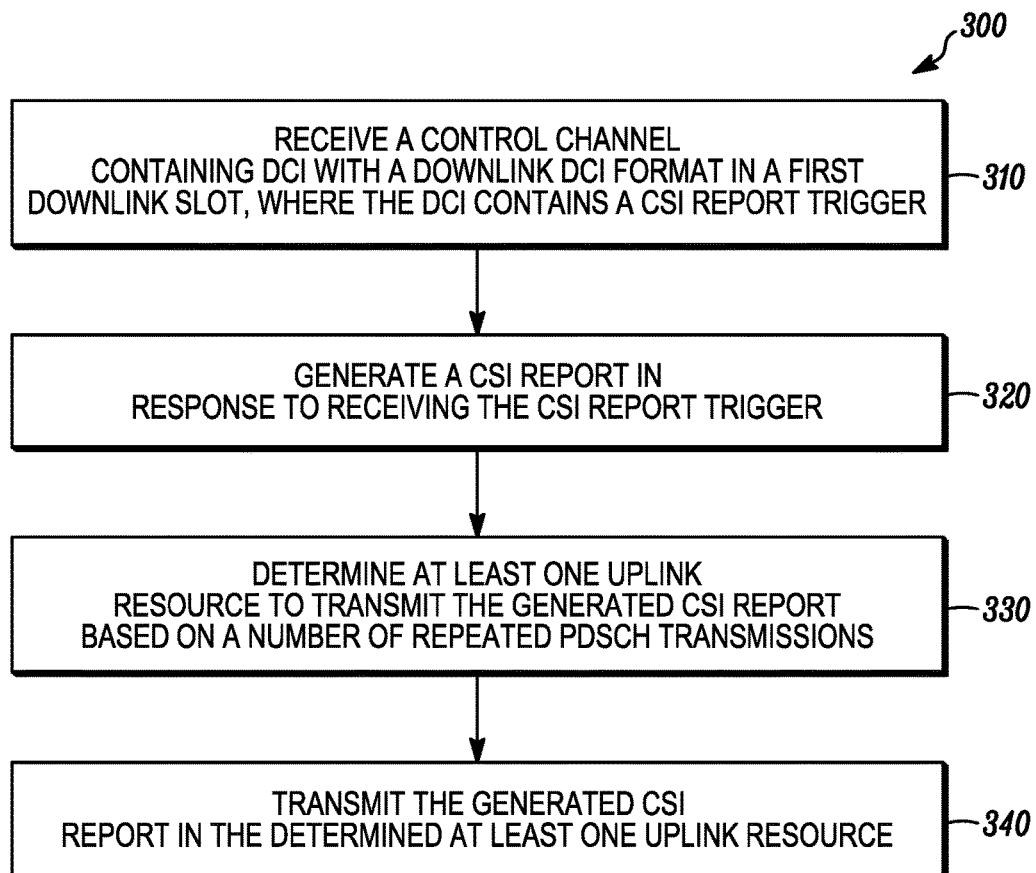 300
RECEIVE A CONTROL CHANNEL
CONTAINING DCI WITH A DOWNLINK DCI FORMAT IN A FIRST
DOWNLINK SLOT, WHERE THE DCI CONTAINS A CSI REPORT TRIGGER
310
GENERATE A CSI REPORT IN
RESPONSE TO RECEIVING THE CSI REPORT TRIGGER
320
DETERMINE AT LEAST ONE UPLINK
RESOURCE TO TRANSMIT THE GENERATED CSI REPORT
BASED ON A NUMBER OF REPEATED PDSCH TRANSMISSIONS
330
TRANSMIT THE GENERATED CSI
REPORT IN THE DETERMINED AT LEAST ONE UPLINK RESOURCE
340